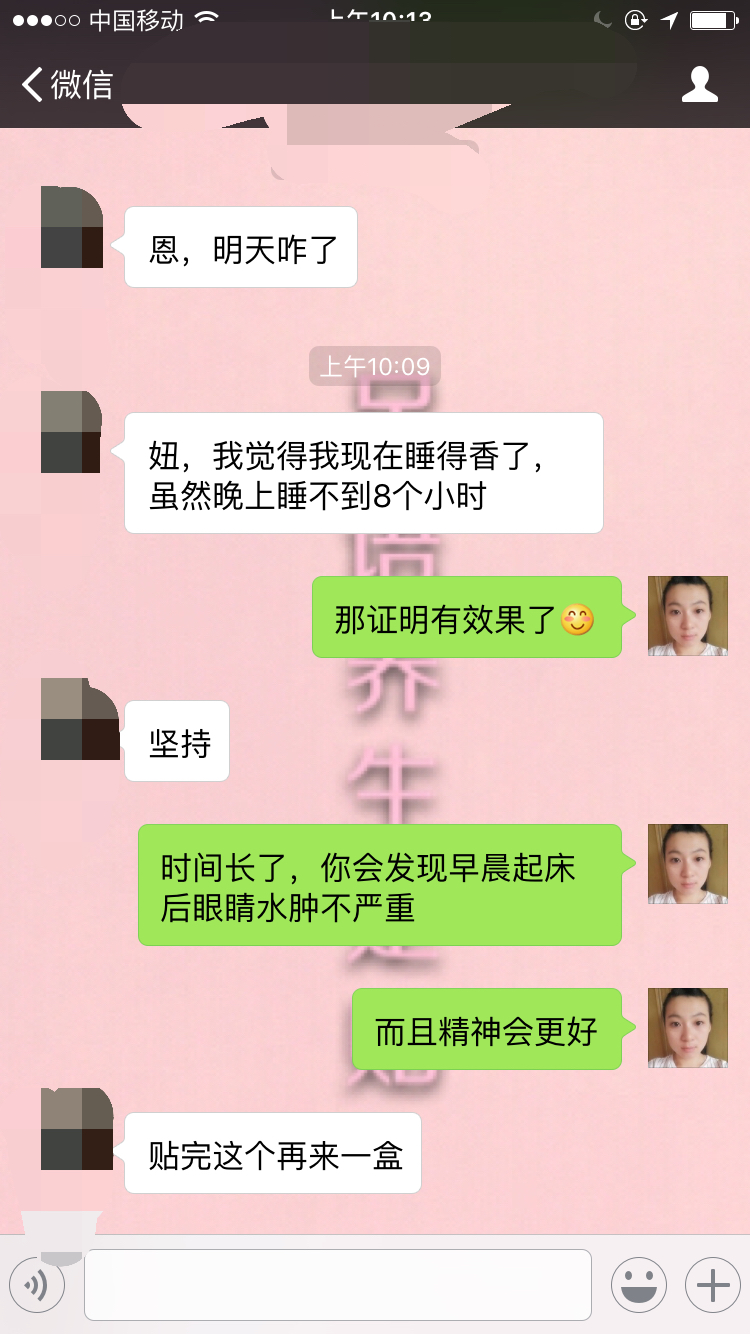 中国移动
上午10:13
微信
恩，明天咋了
上午10:09
妞，我觉得我现在睡得香了，
虽然晚上睡不到8个小时
那证明有效果了😊
坚持
时间长了，你会发现早晨起床
后眼睛水肿不严重
而且精神会更好
贴完这个再来一盒
养
生